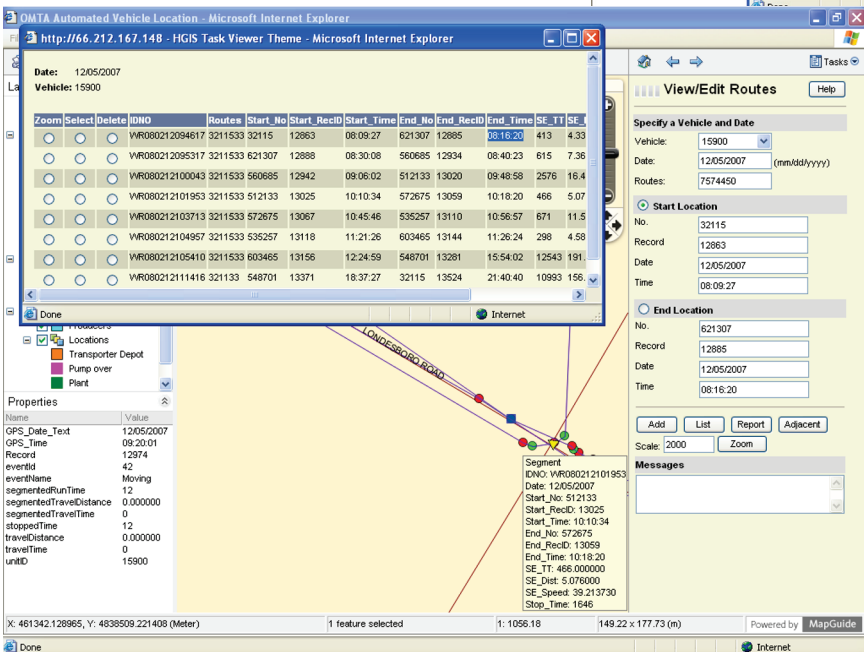 OMTA Automated Vehicle Location - Microsoft Internet Explorer
http://66.212.167.148 - HGIS Task Viewer Theme - Microsoft Internet Explorer
Date: 12/05/2007
Vehicle: 15900
Zoom Select Delete IDNO Routes Start_No Start_RecID Start_Time End_No End_RecID End_Time SE_TT
WR080212094617 3211533 32115 12863 08:09:27 621307 12885 08:16:20 413 4.33
WR080212095317 3211533 621307 12888 08:30:08 560685 12934 08:40:23 615 7.36
WR080212100043 3211533 560685 12942 09:06:02 512133 13020 09:48:58 2576 16.4
WR080212101953 3211533 512133 13025 10:10:34 572675 13059 10:18:20 466 5.07
WR080212103713 3211533 572675 13067 10:45:46 535257 13110 10:56:57 671 11.5
WR080212104957 3211533 535257 13118 11:21:26 603465 13144 11:26:24 298 4.58
WR080212105410 3211533 603465 13156 12:24:59 548701 13281 15:54:02 12543 191.
WR080212111416 321133 548701 13371 18:37:27 32115 13524 21:40:40 10993 156.
Done Internet
Tasks
View/Edit Routes Help
Specify a Vehicle and Date
Vehicle: 15900
Date: 12/05/2007 (mm/dd/yyyy)
Routes: 7574450
Start Location
No. 32115
Record 12863
Date 12/05/2007
Time 08:09:27
End Location
No. 621307
Record 12885
Date 12/05/2007
Time 08:16:20
Add List Report Adjacent
Scale: 2000 Zoom
Messages
Locations
Transporter Depot
Pump over
Plant
Properties
Name Value
GPS_Date_Text 12/05/2007
GPS_Time 09:20:01
Record 12974
eventId 42
eventName Moving
segmentedRunTime 12
segmentedTravelDistance 0.000000
segmentedTravelTime 0
stoppedTime 12
travelDistance 0.000000
travelTime 0
unitID 15900
LONDESBORO ROAD
Segment
IDNO: WR080212101953
Date: 12/05/2007
Start_No: 512133
Start_RecID: 13025
Start_Time: 10:10:34
End_No: 572675
End_RecID: 13059
End_Time: 10:18:20
SE_TT: 466.000000
SE_Dist: 5.076000
SE_Speed: 39.213730
Stop_Time: 1646
X: 461342.128965, Y: 4838509.221408 (Meter) 1 feature selected 1: 1056.18 149.22 x 177.73 (m) Powered by MapGuide
Done Internet